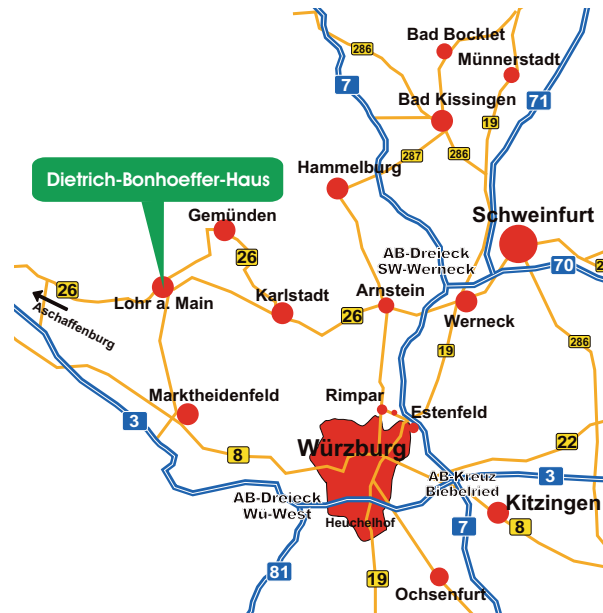 Bad Bocklet
286
Münnerstadt
7
71
Bad Kissingen
19
287
286
Hammelburg
Dietrich-Bonhoeffer-Haus
Gemünden
Schweinfurt
AB-Dreieck
SW-Werneck
26
70
26
Lohr a. Main
Karlstadt
Arnstein
26
Werneck
Aschaffenburg
19
286
Marktheidenfeld
Rimpar
Estenfeld
3
8
Würzburg
22
AB-Kreuz
Biebelried
3
AB-Dreieck
Wü-West
Kitzingen
Heuchelhof
7
8
81
19
Ochsenfurt